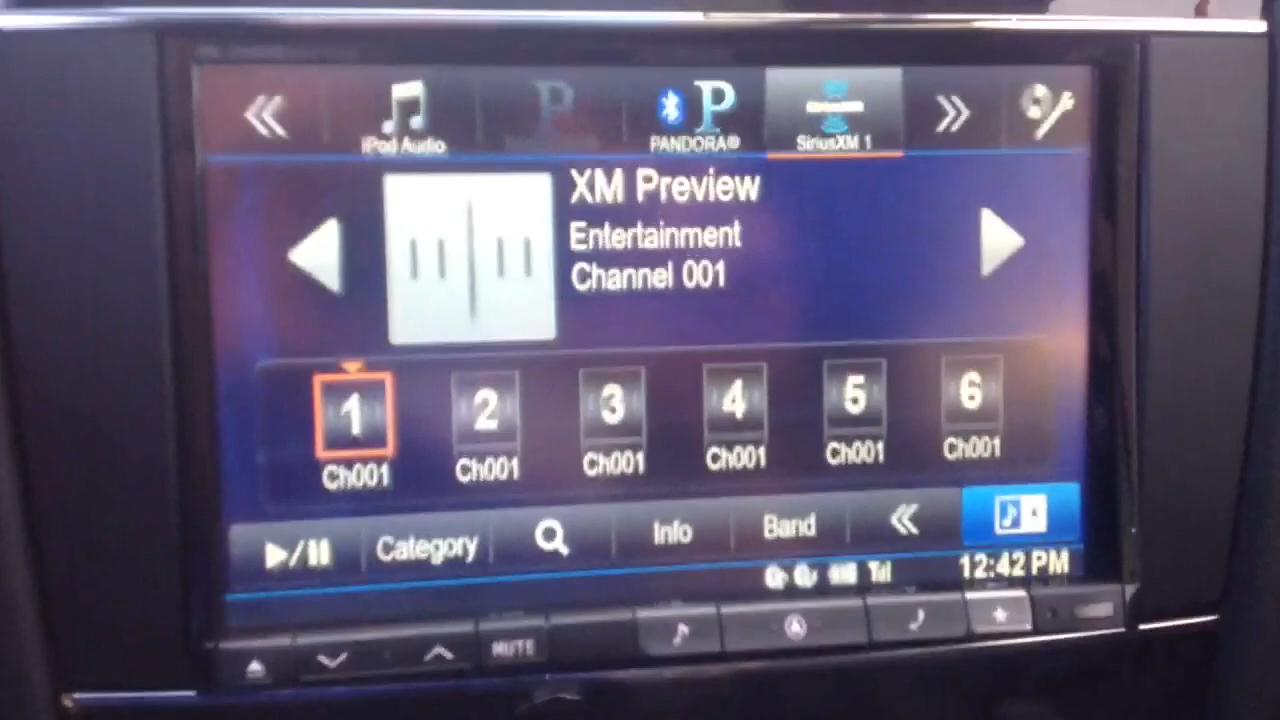 iPod Audio
P
P
PANDORA®
SiriusXM 1
XM Preview
Entertainment
Channel 001
1
2
3
4
5
6
Ch001
Ch001
Ch001
Ch001
Ch001
Ch001
Category
Info
Band
12:42 PM
MUTE